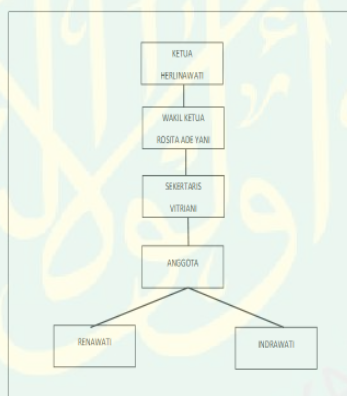 KETUA
HERLINAWATI
WAKIL KETUA
ROSITA ADE YANI
SEKERTARIS
VITRIANI
ANGGOTA
RENAWATI
INDRAWATI